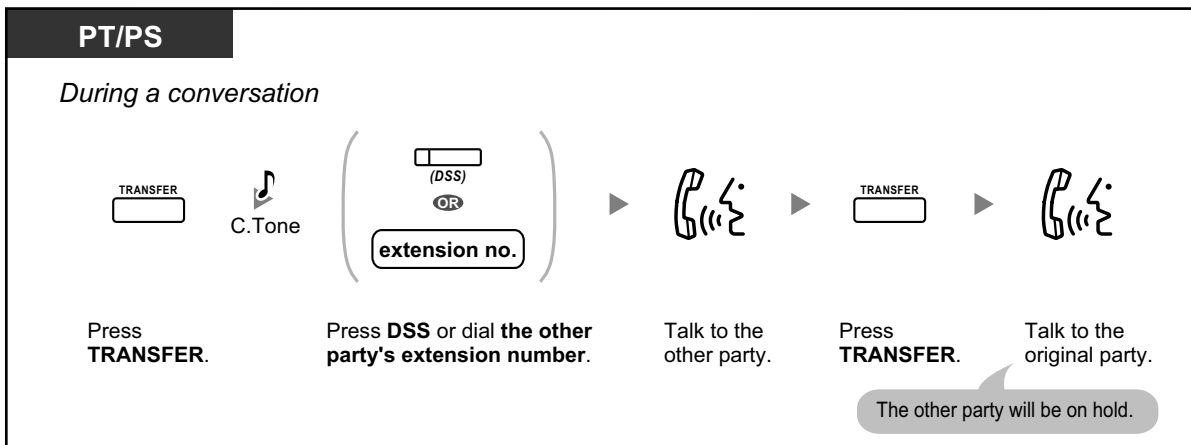 PT/PS
During a conversation
TRANSFER
C.Tone
(DSS)
OR
extension no.
TRANSFER
Press
TRANSFER.
Press DSS or dial the other
party's extension number.
Talk to the
other party.
Press
TRANSFER.
Talk to the
original party.
The other party will be on hold.